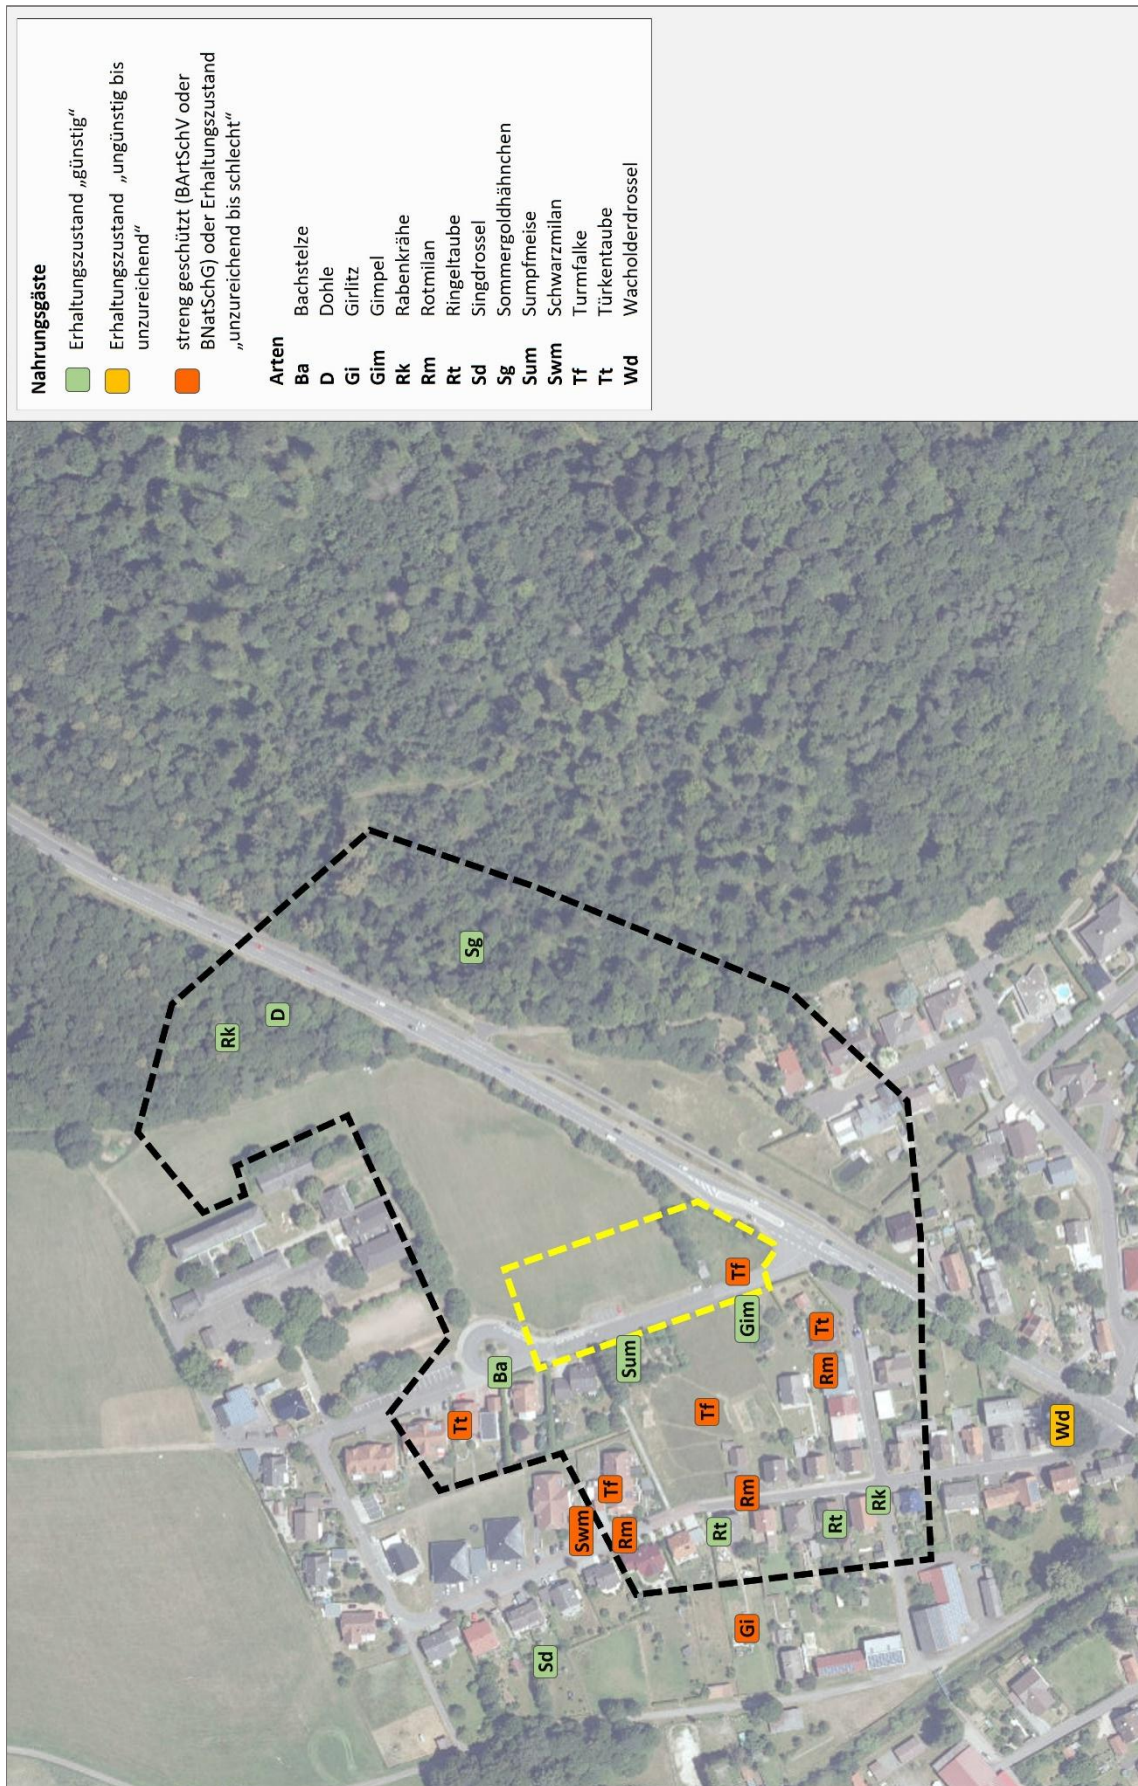 Nahrungsgäste
Erhaltungszustand „günstig“
Erhaltungszustand „ungünstig bis
unzureichend“
streng geschützt (BArtSchV oder
BNatSchG) oder Erhaltungszustand
„unzureichend bis schlecht“
Arten
Ba Bachstelze
D Dohle
Gi Girlitz
Gim Gimpel
Rk Rabenkrähe
Rm Rotmilan
Rt Ringeltaube
Sd Singdrossel
Sg Sommergoldhähnchen
Sum Sumpfmeise
Swm Schwarzmilan
Tf Turmfalke
Tt Türkentaube
Wd Wacholderdrossel
Rk
D
Sg
Tt
Ba
Sd
Swm
Rm
Tf
Sum
Rt
Tf
Gi
Rm
Gim
Tf
Rm
Tt
Rt
Rk
Wd